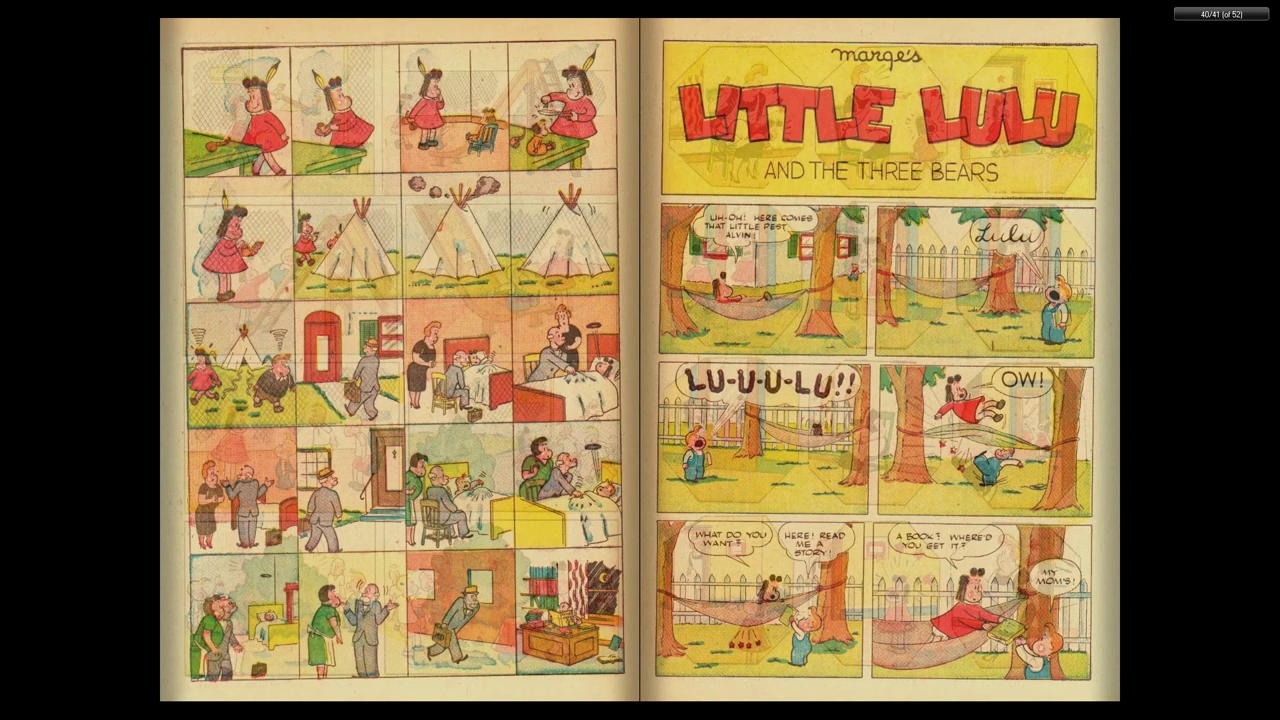 40/41 (of 52)
marge's
LITTLE LULU
AND THE THREE BEARS
UH-OH! HERE COMES
THAT LITTLE PEST
ALVIN!
Lulu
LU-U-U-LU!!
OW!
WHAT DO YOU
WANT?
HERE! READ
ME A
STORY!
A BOOK? WHERE'D
YOU GET IT?
MY
MOM'S!